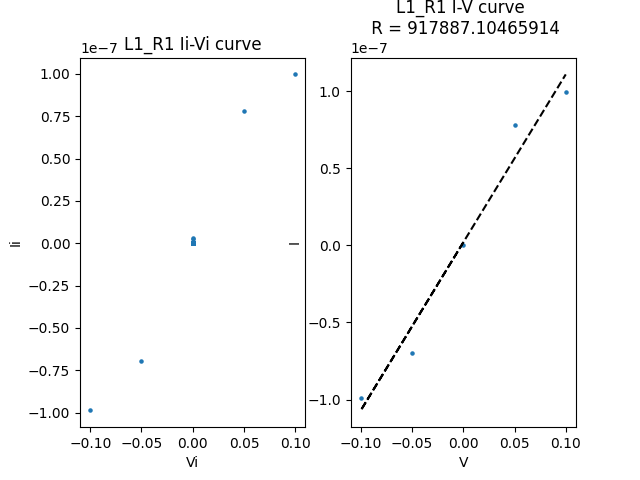 L1_R1 I-V curve
R = 917887.10465914
1e−7
L1_R1 Ii-Vi curve
1e−7
1.00
0.75
0.50
0.25
0.00
−0.25
−0.50
−0.75
−1.00
Ii
−0.10
−0.05
0.00
0.05
0.10
Vi
1.0
0.5
0.0
−0.5
−1.0
I
−0.10
−0.05
0.00
0.05
0.10
V